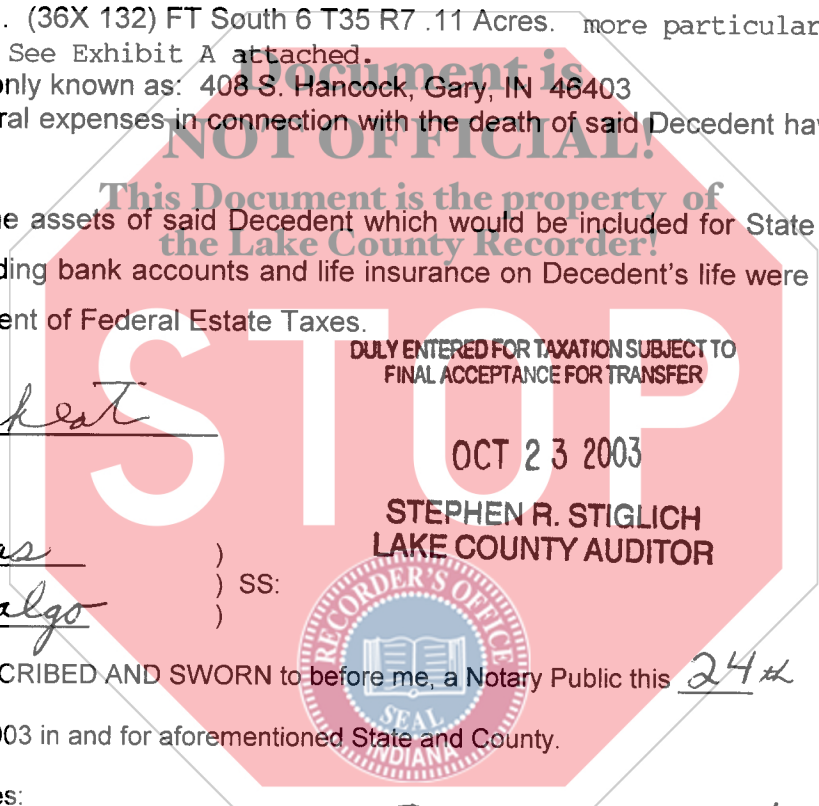 . (36X 132) FT South 6 T35 R7 .11 Acres. more particular
See Exhibit A attached.
Document is
only known as: 408 S. Hancock, Gary, IN 46403
ral expenses in connection with the death of said Decedent hav
NOT OFFICIAL!
This Document is the property of
e assets of said Decedent which would be included for State
the Lake County Recorder!
ding bank accounts and life insurance on Decedent's life were
ent of Federal Estate Taxes.
DULY ENTERED FOR TAXATION SUBJECT TO
FINAL ACCEPTANCE FOR TRANSFER
STOP
OCT 23 2003
STEPHEN R. STIGLICH
LAKE COUNTY AUDITOR
as )
) SS:
algo )
RECORDER'S OFFICE
CRIBED AND SWORN to before me, a Notary Public this 24th
SEAL
03 in and for aforementioned State and County.
INDIANA
es: